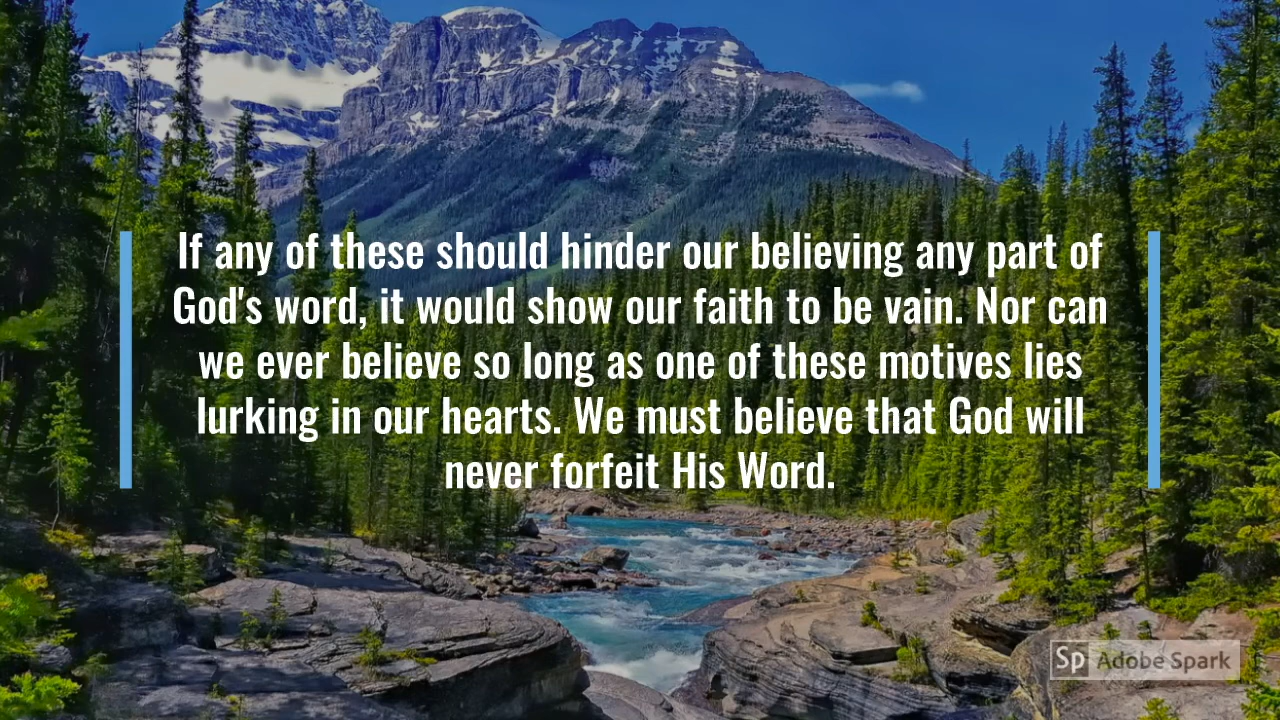 If any of these should hinder our believing any part of
God's word, it would show our faith to be vain. Nor can
we ever believe so long as one of these motives lies
lurking in our hearts. We must believe that God will
never forfeit His Word.
Sp Adobe Spark